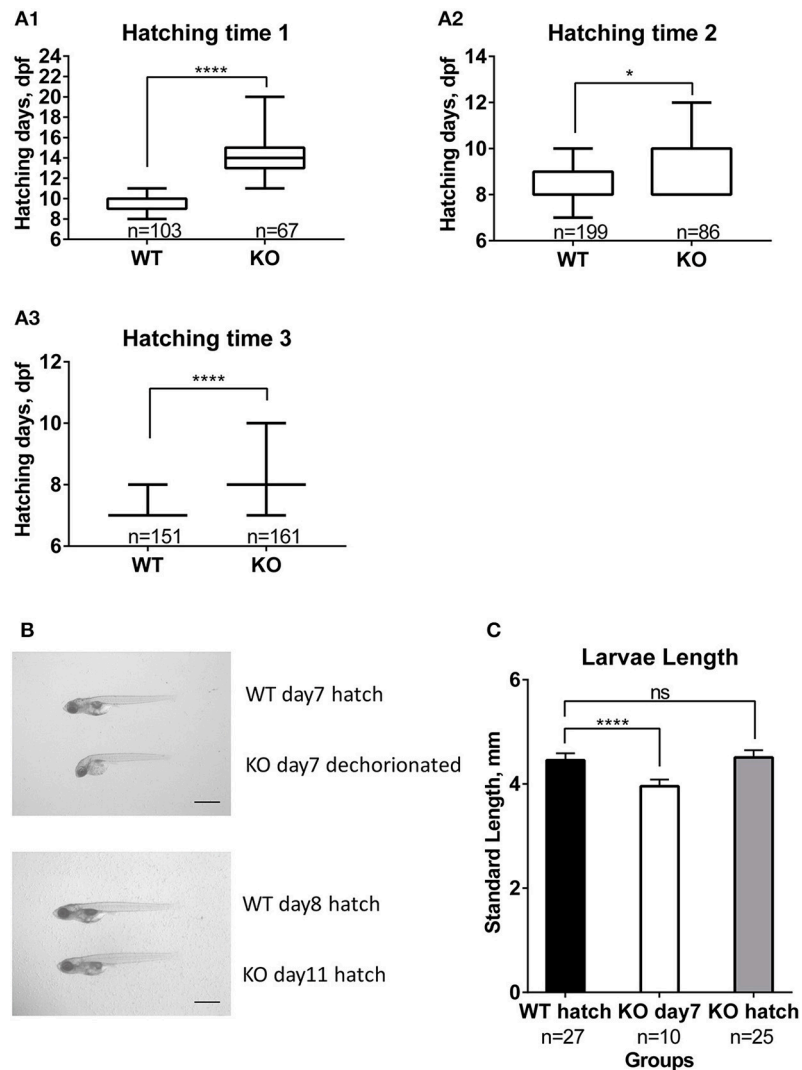 A1
Hatching time 1
Hatching days, dpf
24
22
20
18
16
14
12
10
8
6
****
n=103
n=67
WT
KO
A2
Hatching time 2
Hatching days, dpf
14
12
10
8
6
*
n=199
n=86
WT
KO
A3
Hatching time 3
Hatching days, dpf
12
10
8
6
****
n=151
n=161
WT
KO
B
WT day7 hatch
KO day7 dechorionated
WT day8 hatch
KO day11 hatch
C
Larvae Length
Standard Length, mm
6
4
2
0
ns
****
WT hatch KO day7 KO hatch
n=27 n=10 n=25
Groups